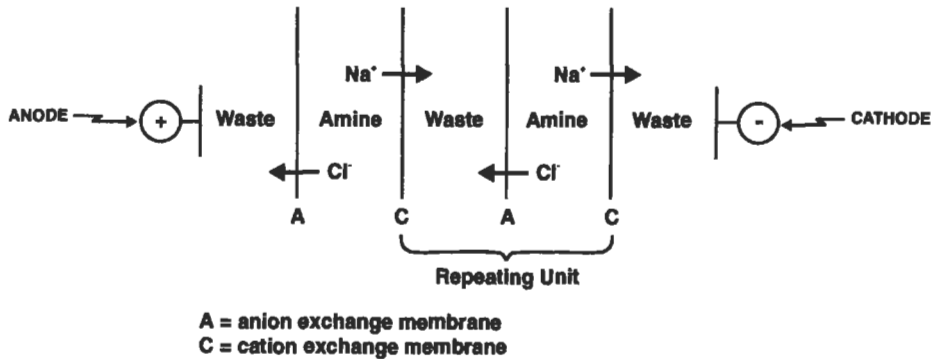 Na⁺ Na⁺
ANODE + Waste Amine Waste Amine Waste - CATHODE
Cl⁻ Cl⁻
A C A C
Repeating Unit
A = anion exchange membrane
C = cation exchange membrane